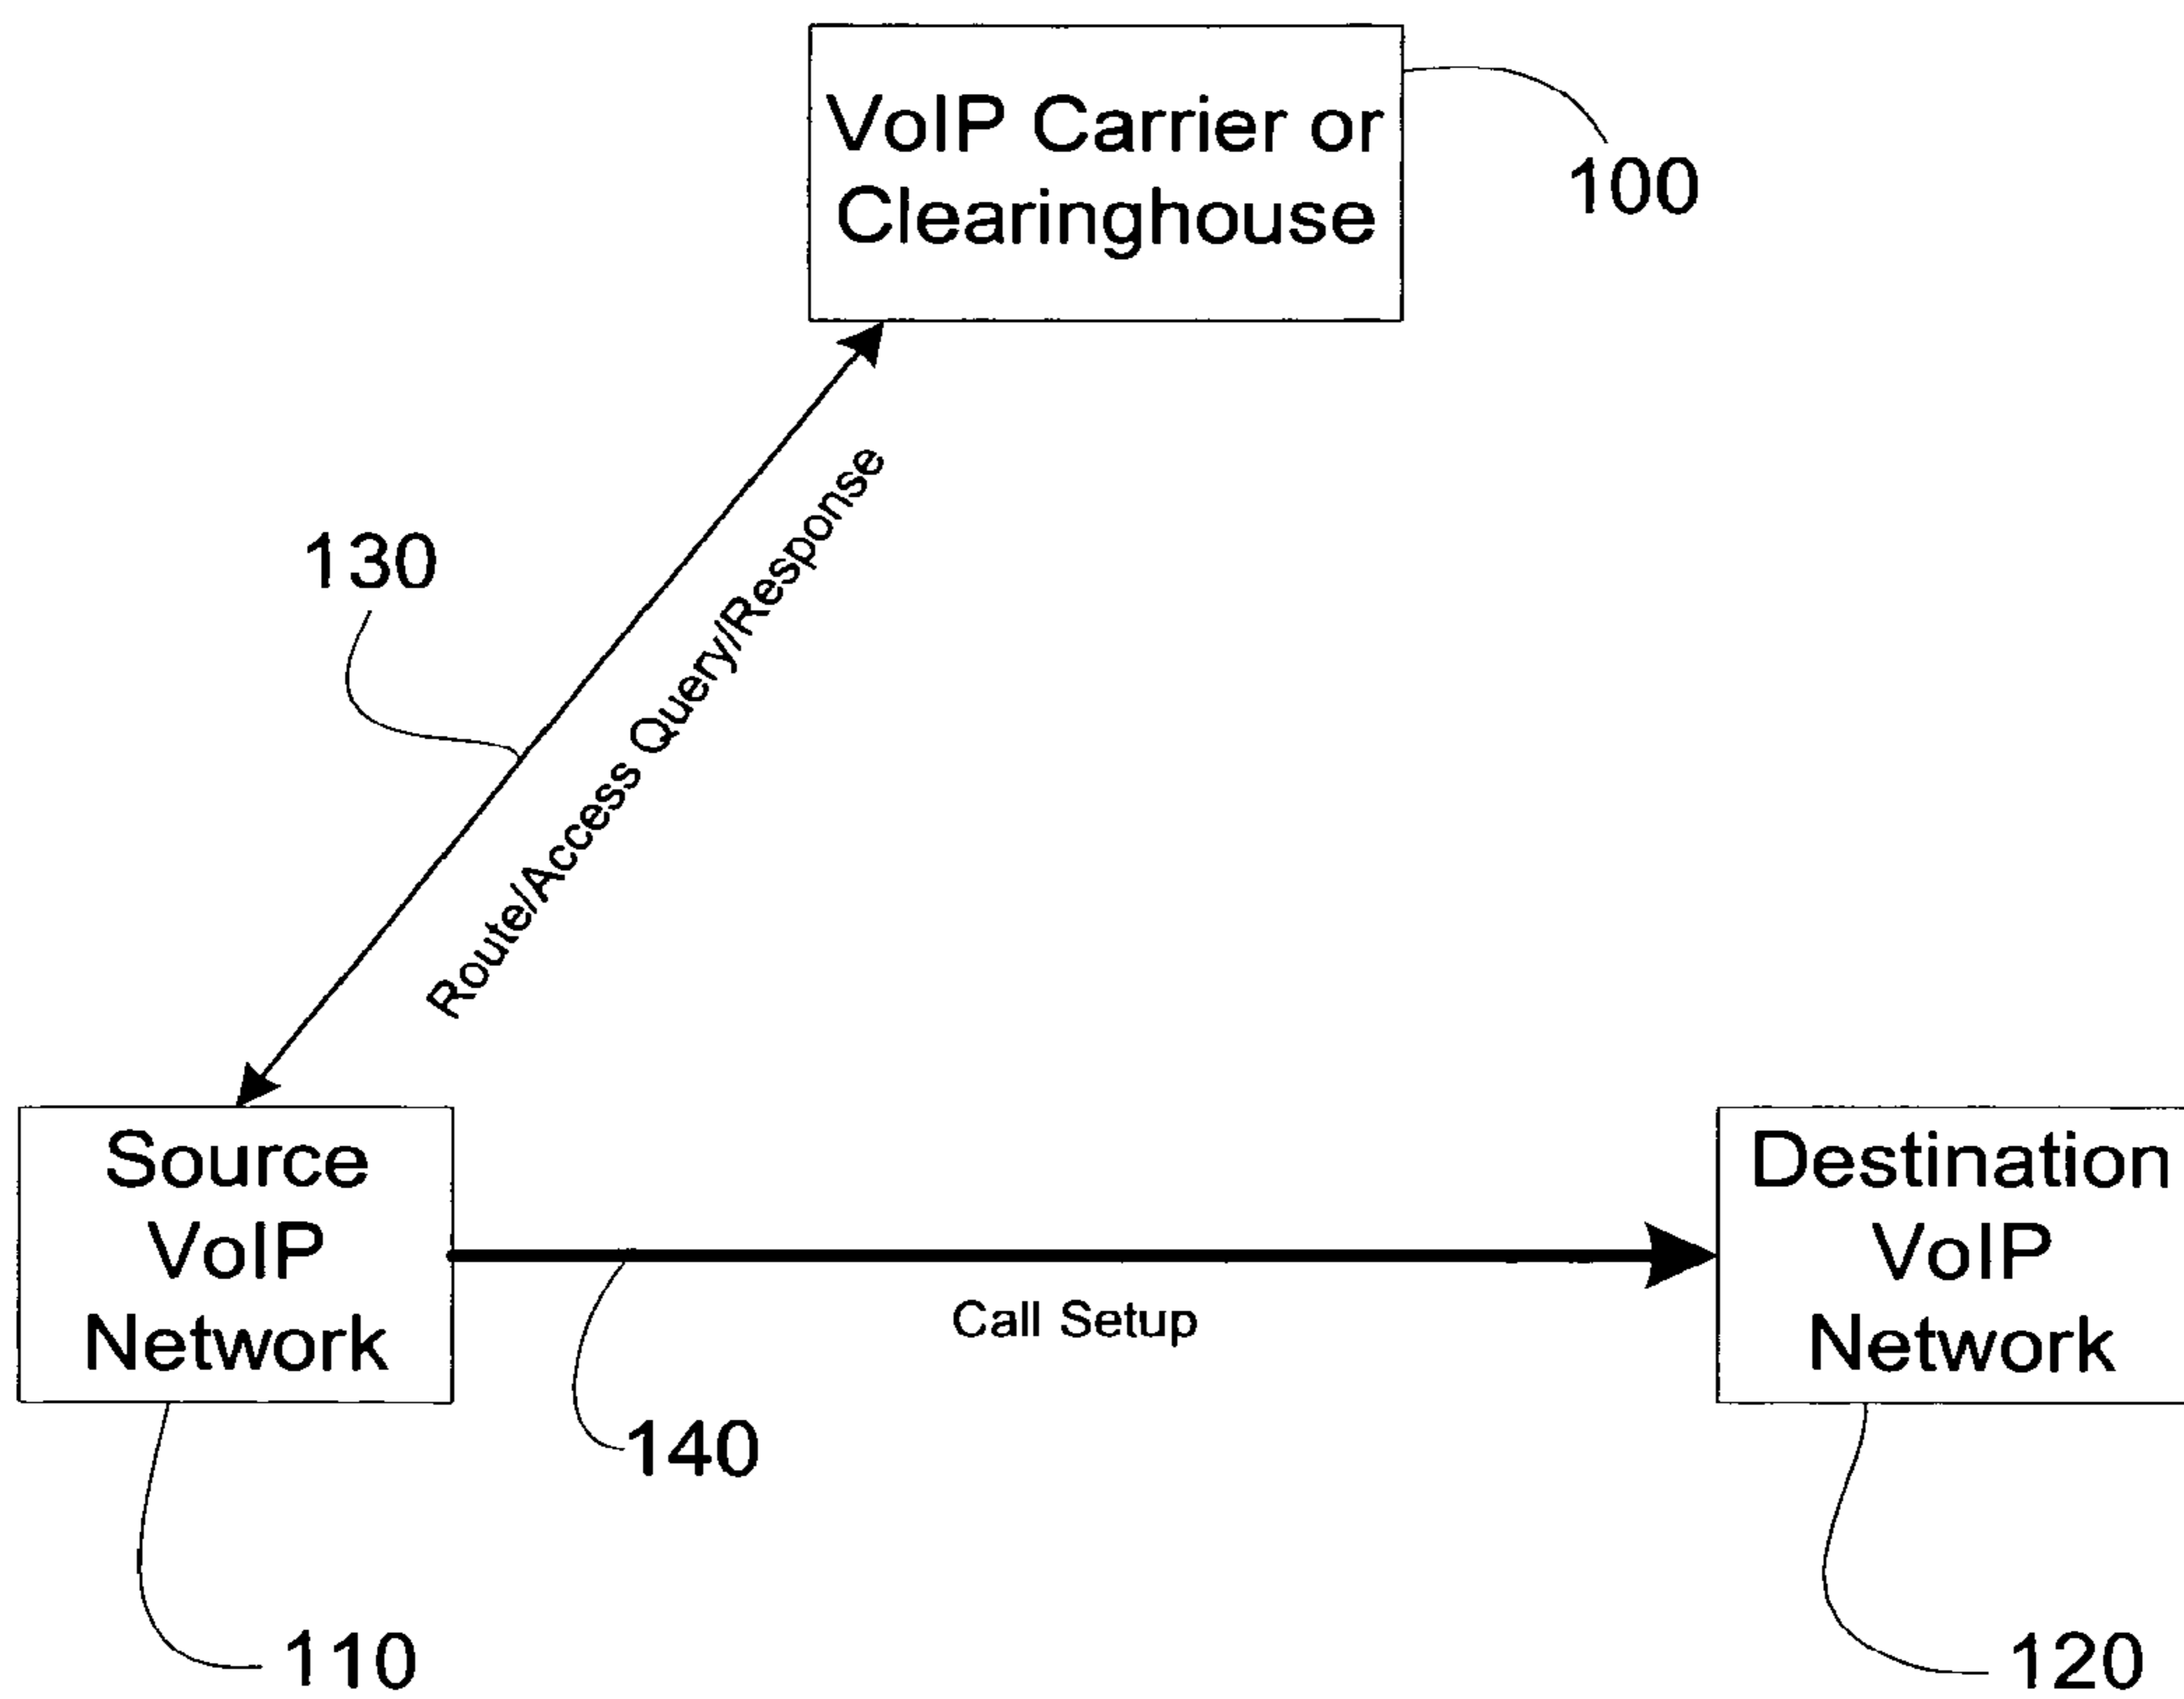 VoIP Carrier or
Clearinghouse
100
130
Route/Access Query/Response
Source
VoIP
Network
Destination
VoIP
Network
Call Setup
140
110
120